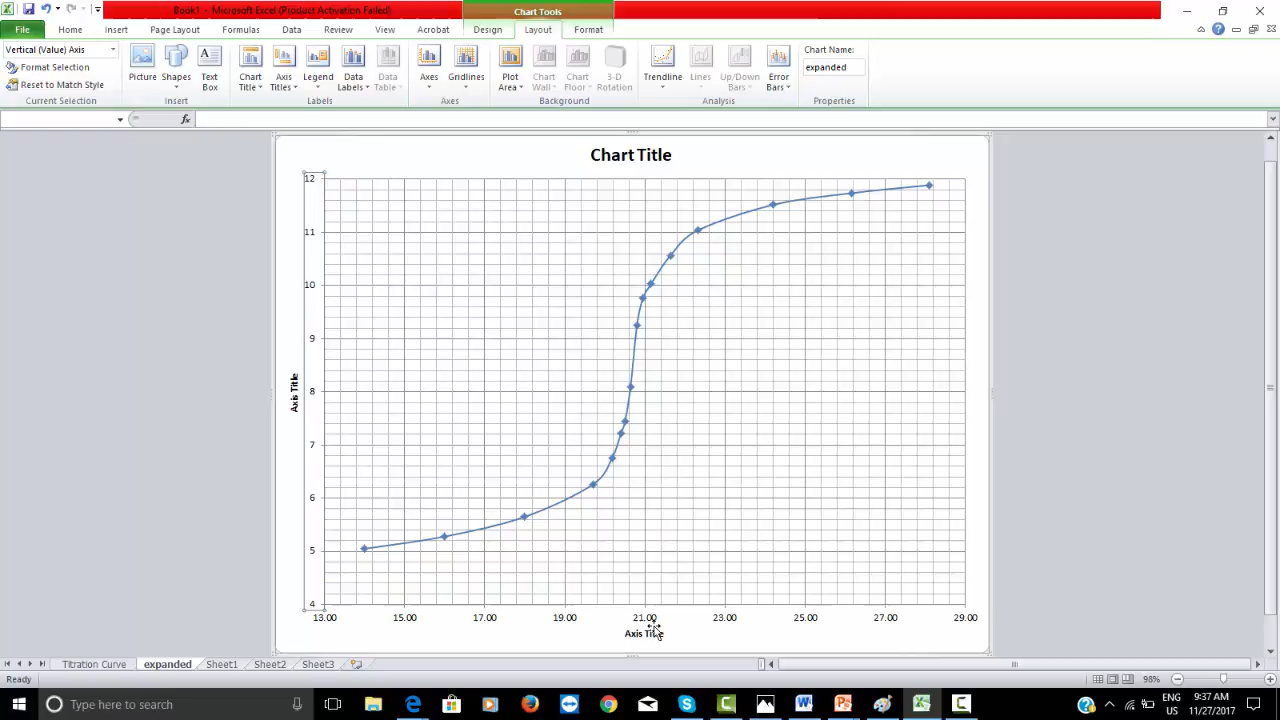 Book1 - Microsoft Excel (Product Activation Failed)
Chart Tools
File Home Insert Page Layout Formulas Data Review View Acrobat Design Layout Format
Vertical (Value) Axis
Format Selection
Reset to Match Style
Current Selection
Picture Shapes Text Box
Insert
Chart Title Axis Titles Legend Data Labels Data Table
Labels
Axes Gridlines
Axes
Plot Area Chart Wall Chart Floor 3-D Rotation
Background
Trendline Lines Up/Down Bars Error Bars
Analysis
Chart Name:
expanded
Properties
fx
Chart Title
12
11
10
9
8
7
6
5
4
Axis Title
13.00 15.00 17.00 19.00 21.00 23.00 25.00 27.00 29.00
Axis Title
Titration Curve expanded Sheet1 Sheet2 Sheet3
Ready
98%
Type here to search
ENG
US
9:37 AM
11/27/2017